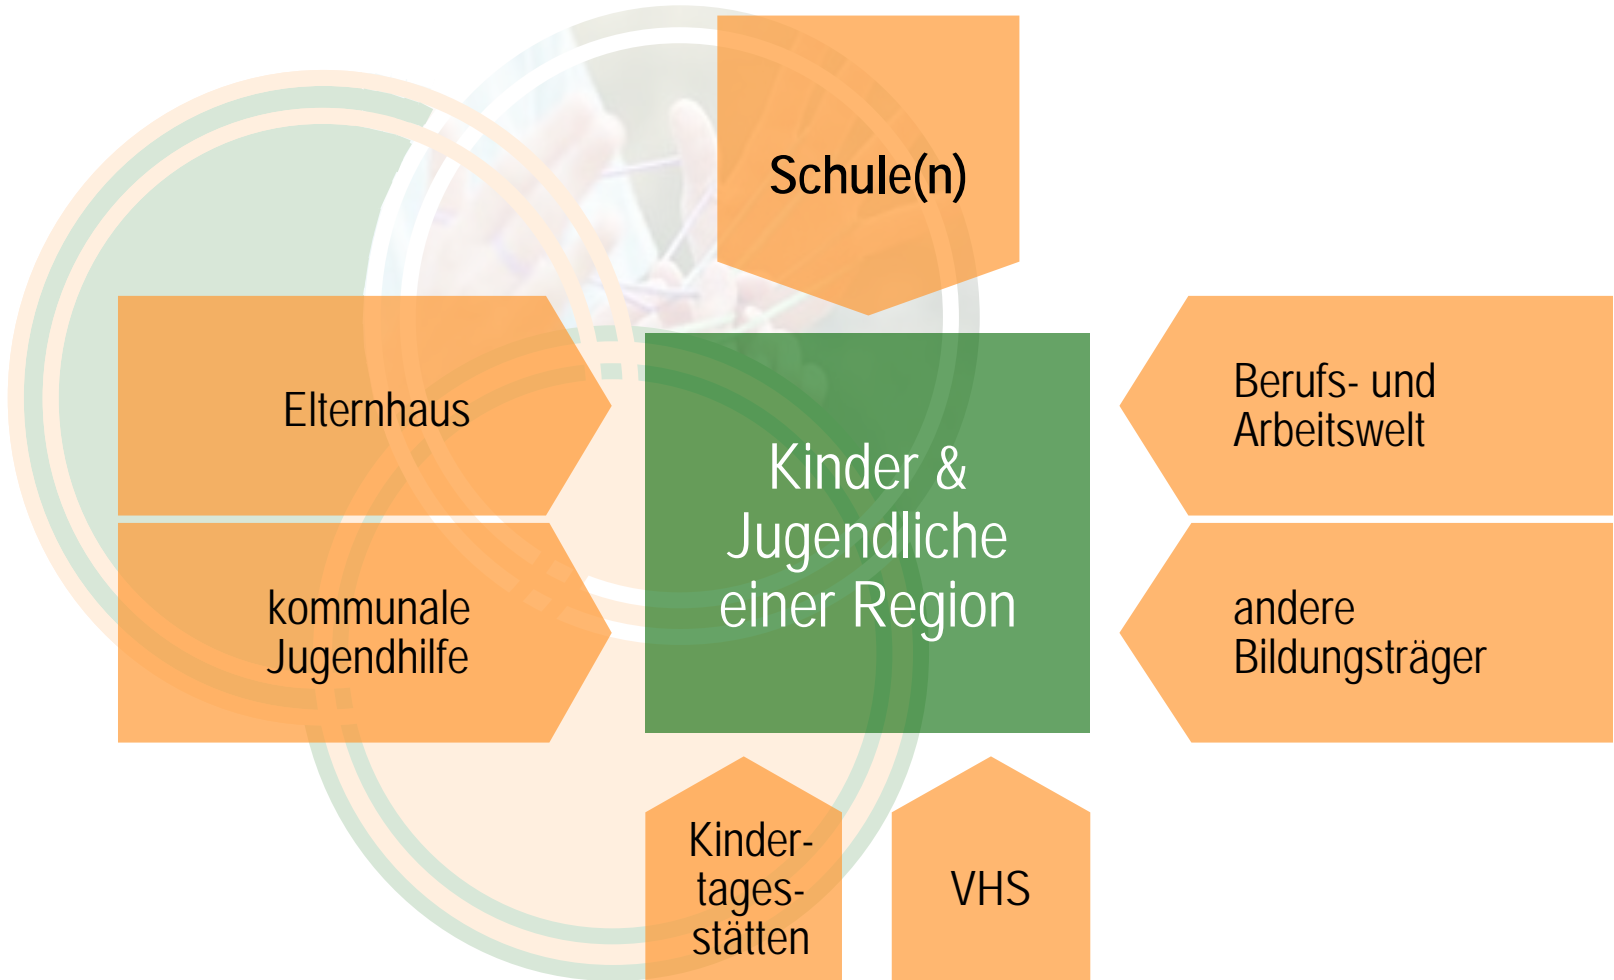 Schule(n)
Elternhaus
Berufs- und
Arbeitswelt
Kinder &
Jugendliche
einer Region
kommunale
Jugendhilfe
andere
Bildungsträger
Kinder-
tages-
stätten
VHS